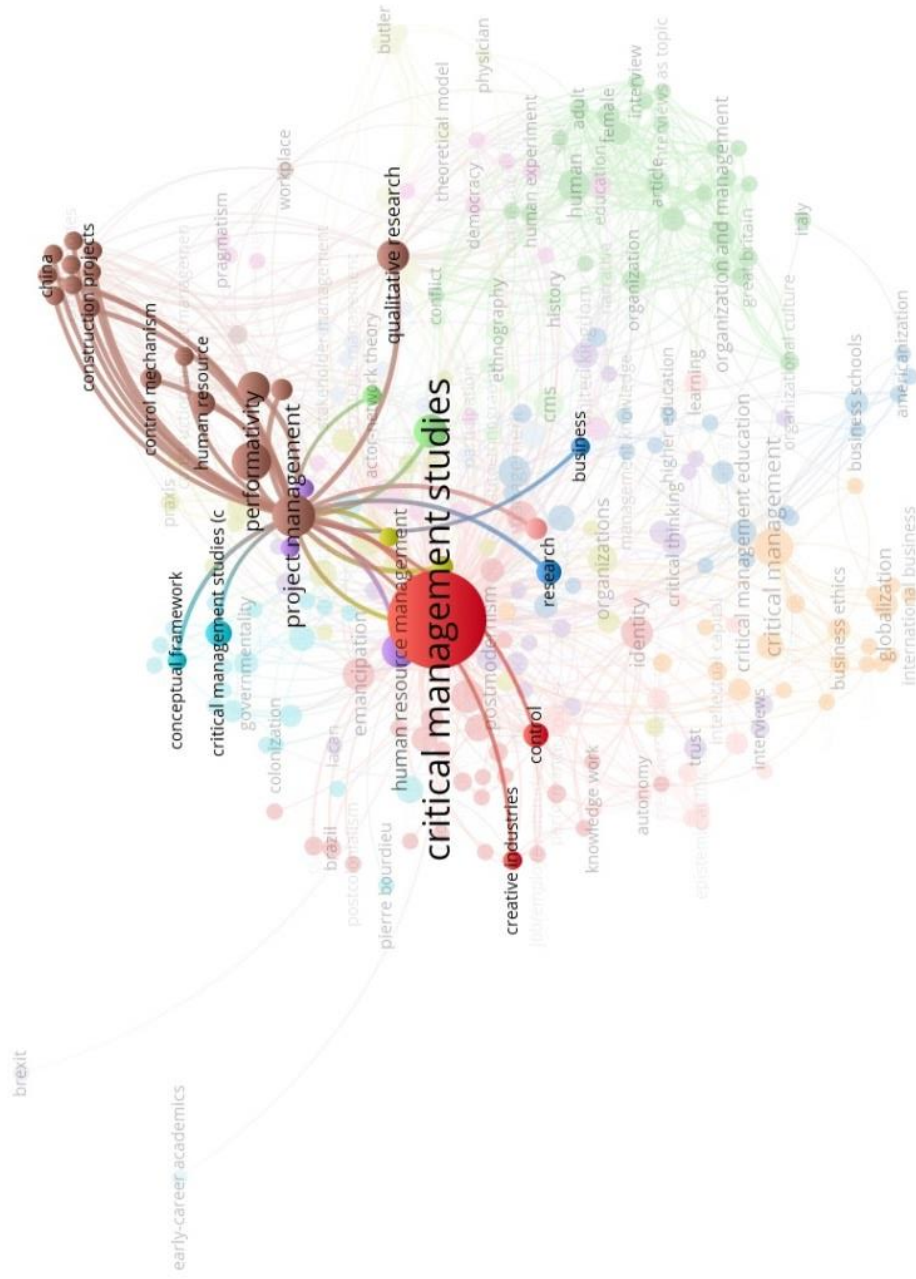 brexit
early-career academics
china
construction projects
control mechanism
human resource
performativity
project management
conceptual framework
critical management studies (c
governmentality
colonization
lacan
brazil
postcolonialism
pierre bourdieu
emancipation
human resource management
critical management studies
qualitative research
workplace
pragmatism
praxis
actor-network theory
butler
physician
theoretical model
democracy
conflict
ethnography
history
human experiment
human
adult
female
interview
interviews as topic
education
article
organization
organization and management
great britain
italy
organizational culture
cms
business
research
control
creative industries
postmodernism
organizations
management knowledge
higher education
learning
critical thinking
identity
knowledge work
autonomy
trust
interviews
intellectual capital
critical management education
critical management
business schools
americanization
business ethics
globalization
international business